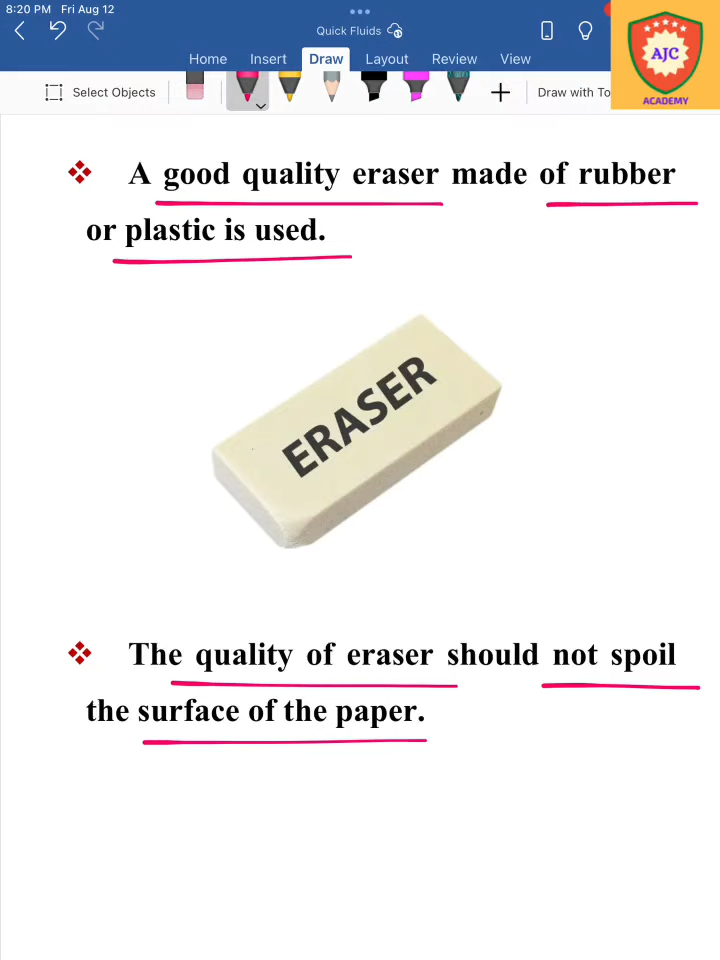 8:20 PM Fri Aug 12
Quick Fluids
Home Insert Draw Layout Review View
Select Objects
Draw with To
AJC
ACADEMY
❖ A good quality eraser made of rubber
or plastic is used.
ERASER
❖ The quality of eraser should not spoil
the surface of the paper.